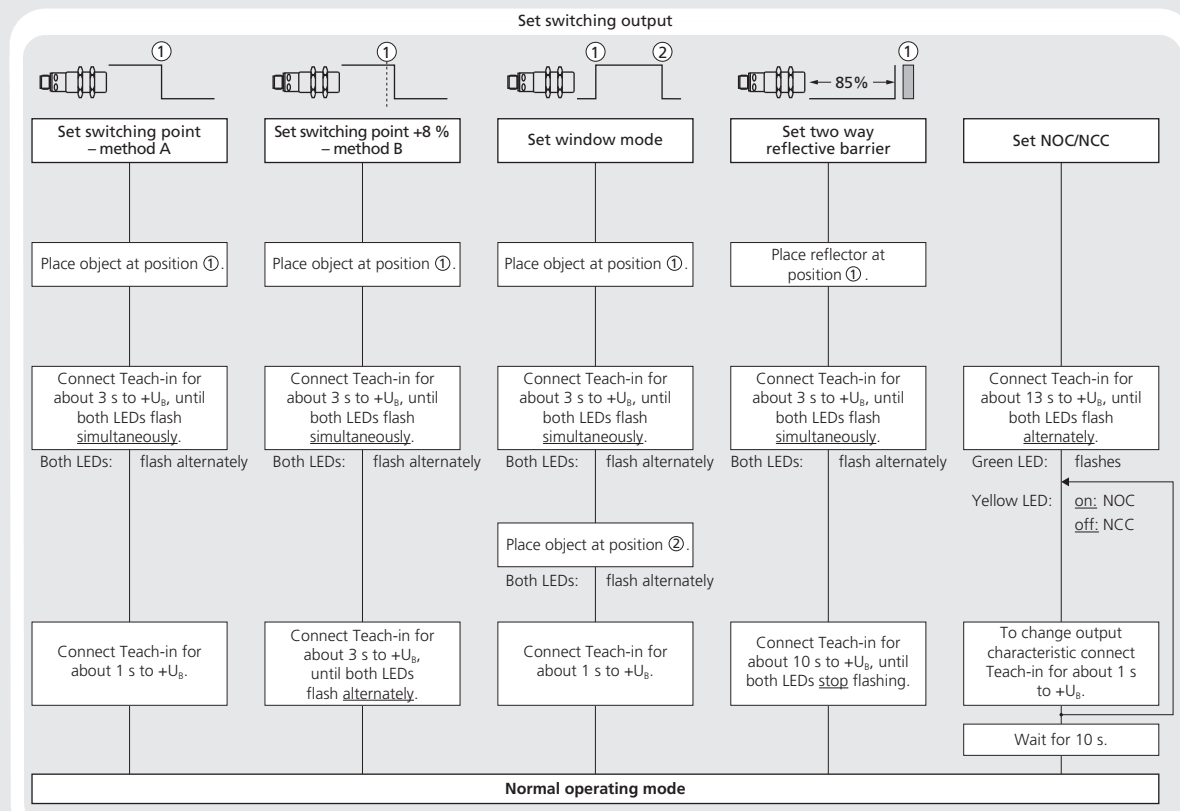 Set switching output
①
①
①
②
①
85%
Set switching point
– method A
Set switching point +8 %
– method B
Set window mode
Set two way
reflective barrier
Set NOC/NCC
Place object at position ①.
Place object at position ①.
Place object at position ①.
Place reflector at
position ① .
Connect Teach-in for
about 3 s to +UB, until
both LEDs flash
simultaneously.
Connect Teach-in for
about 3 s to +UB, until
both LEDs flash
simultaneously.
Connect Teach-in for
about 3 s to +UB, until
both LEDs flash
simultaneously.
Connect Teach-in for
about 3 s to +UB, until
both LEDs flash
simultaneously.
Connect Teach-in for
about 13 s to +UB, until
both LEDs flash
alternately.
Both LEDs: flash alternately
Both LEDs: flash alternately
Both LEDs: flash alternately
Both LEDs: flash alternately
Green LED: flashes
Yellow LED: on: NOC
off: NCC
Place object at position ②.
Both LEDs: flash alternately
Connect Teach-in for
about 1 s to +UB.
Connect Teach-in for
about 3 s to +UB,
until both LEDs
flash alternately.
Connect Teach-in for
about 1 s to +UB.
Connect Teach-in for
about 10 s to +UB, until
both LEDs stop flashing.
To change output
characteristic connect
Teach-in for about 1 s
to +UB.
Wait for 10 s.
Normal operating mode